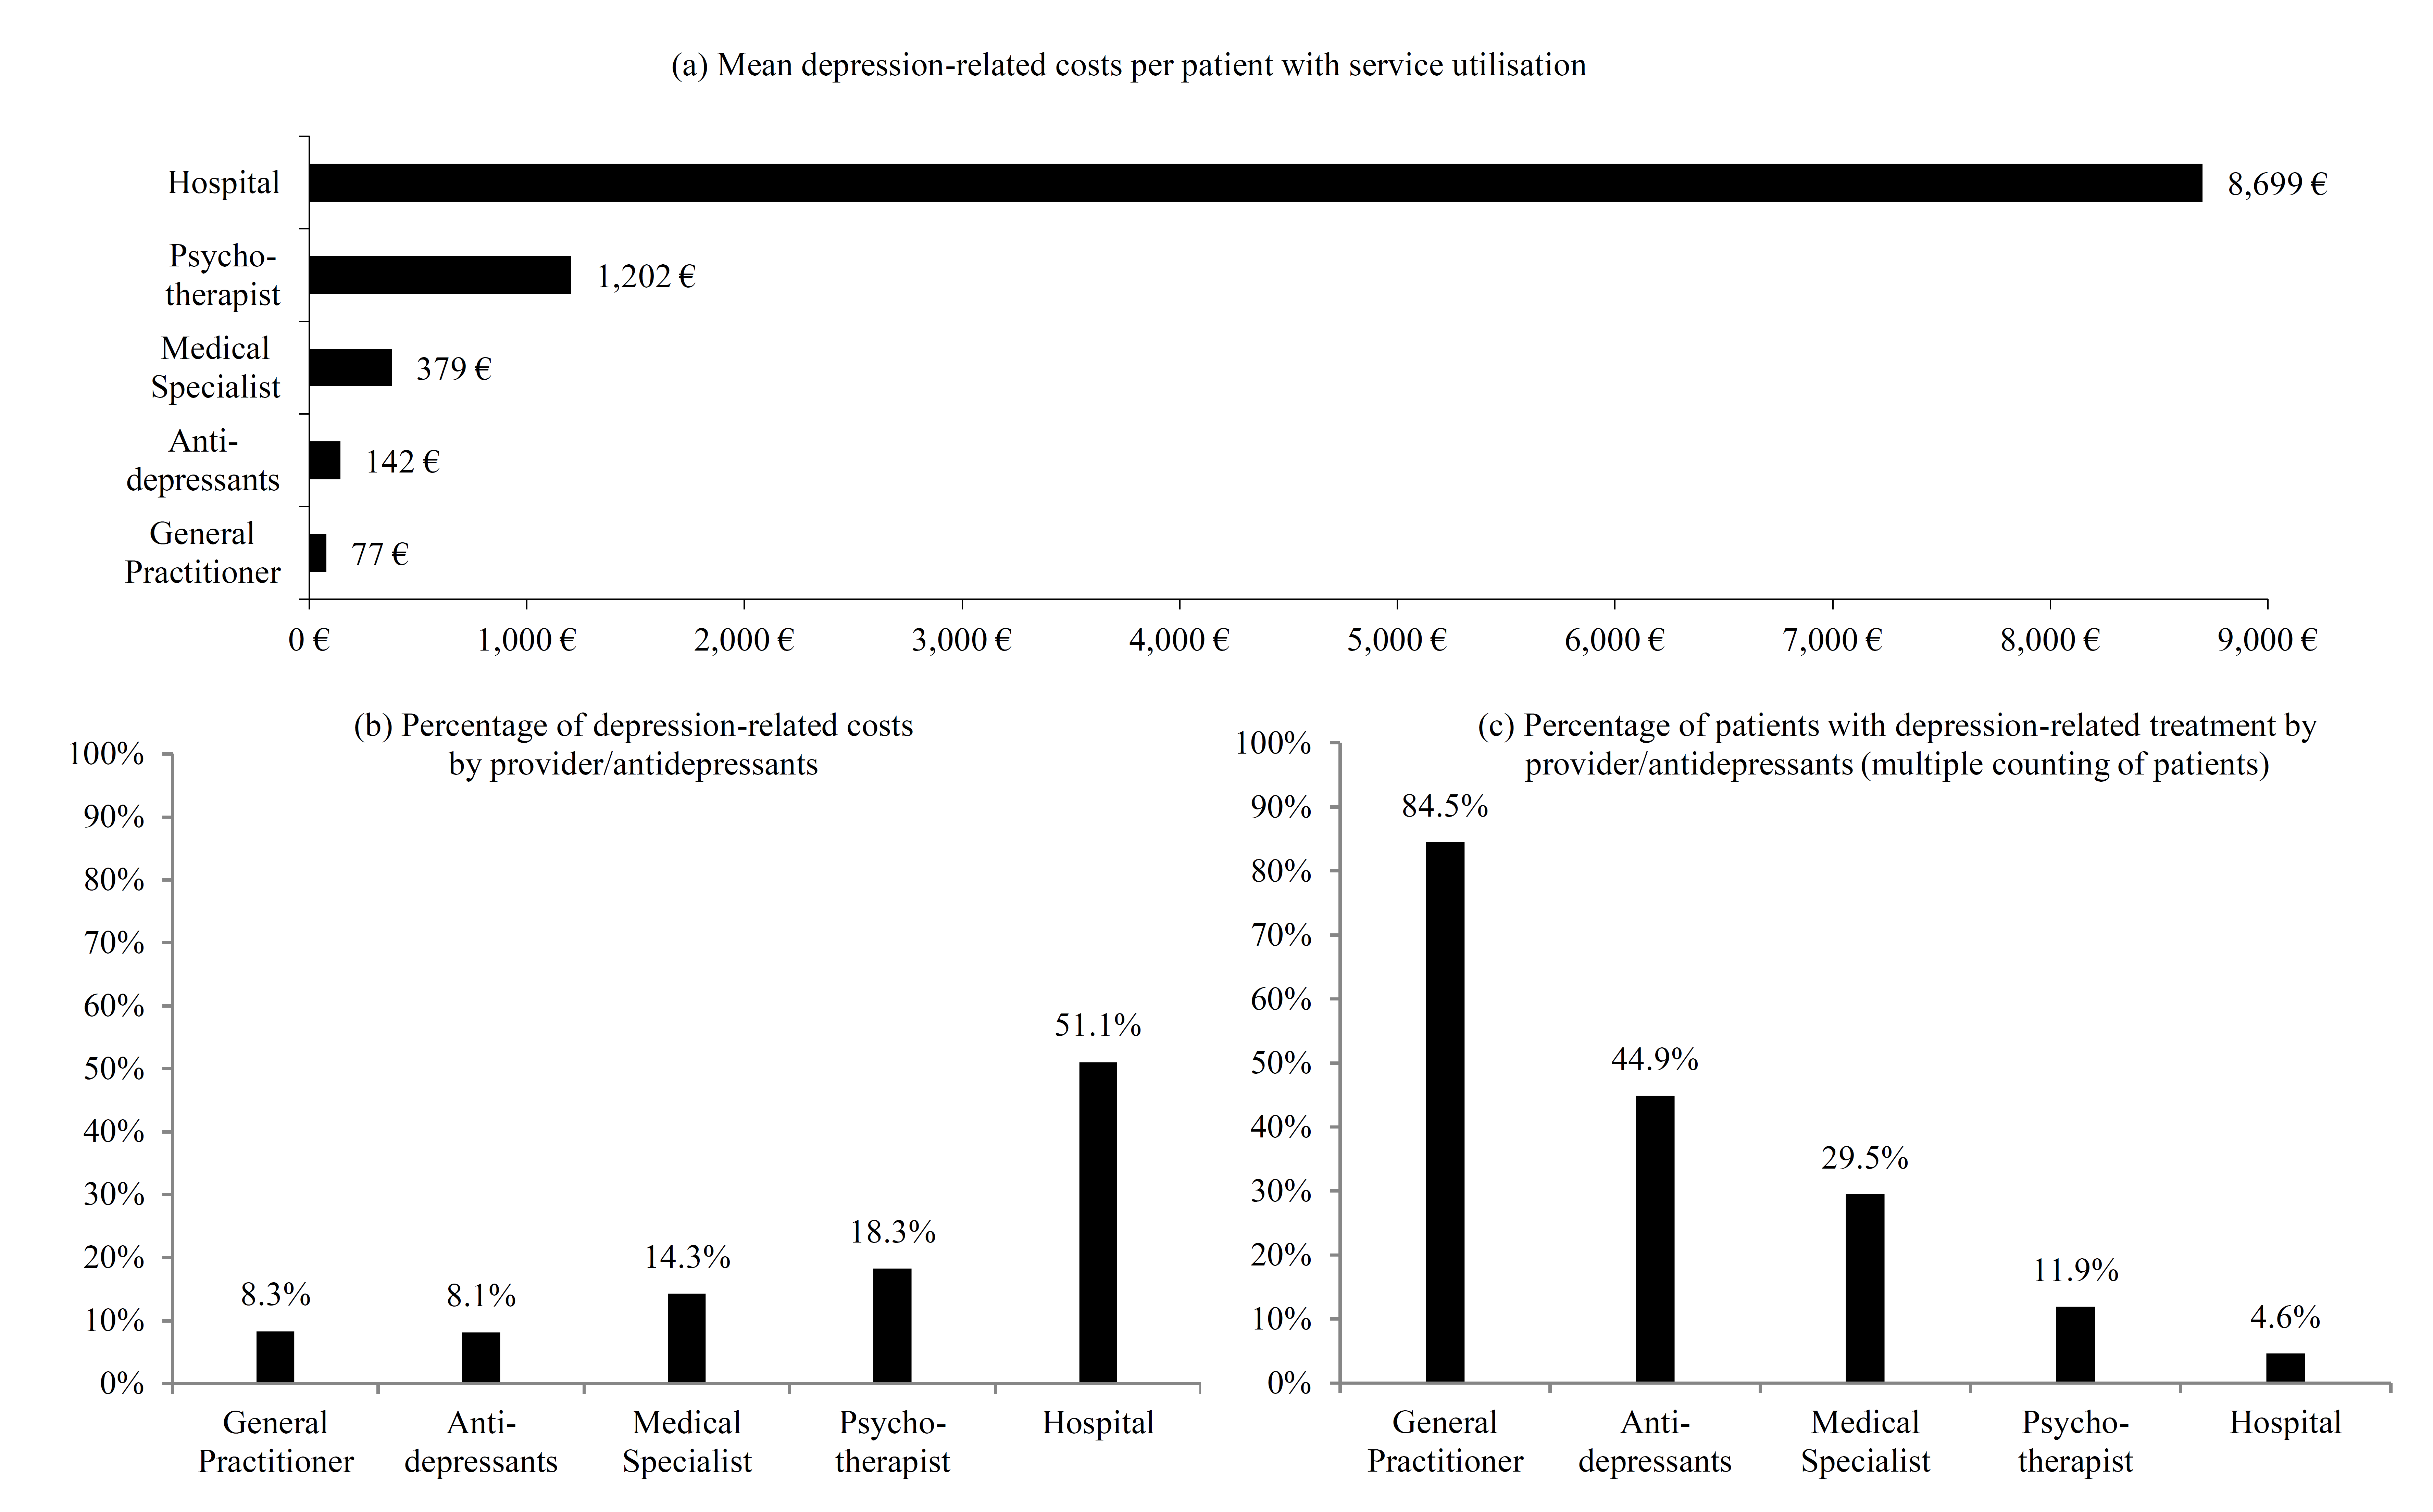 (a) Mean depression-related costs per patient with service utilisation
Hospital
8,699 €
Psycho-
therapist
1,202 €
Medical
Specialist
379 €
Anti-
depressants
142 €
General
Practitioner
77 €
0 € 1,000 € 2,000 € 3,000 € 4,000 € 5,000 € 6,000 € 7,000 € 8,000 € 9,000 €
(b) Percentage of depression-related costs
by provider/antidepressants
100%
90%
80%
70%
60%
50%
40%
30%
20%
10%
0%
8.3%
8.1%
14.3%
18.3%
51.1%
General
Practitioner
Anti-
depressants
Medical
Specialist
Psycho-
therapist
Hospital
(c) Percentage of patients with depression-related treatment by
provider/antidepressants (multiple counting of patients)
100%
90%
80%
70%
60%
50%
40%
30%
20%
10%
0%
84.5%
44.9%
29.5%
11.9%
4.6%
General
Practitioner
Anti-
depressants
Medical
Specialist
Psycho-
therapist
Hospital